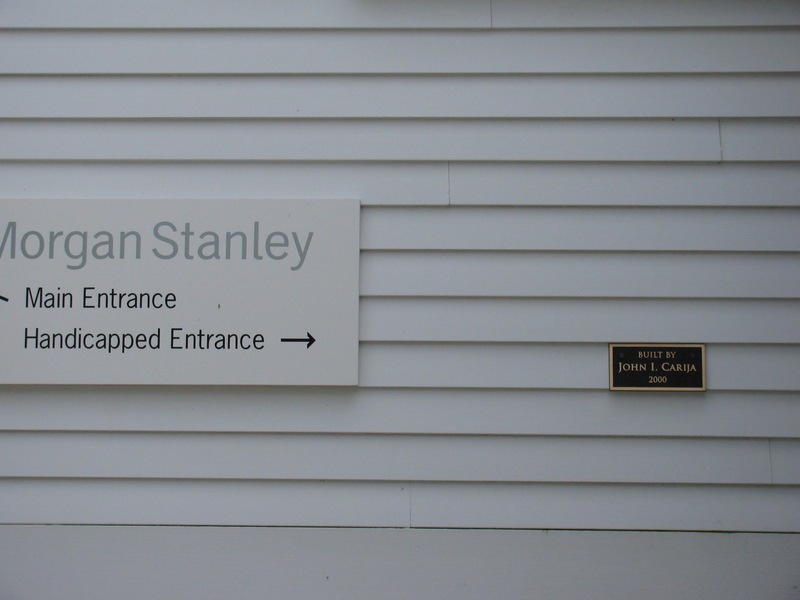 Morgan Stanley
Main Entrance
Handicapped Entrance →
BUILT BY
JOHN I. CARIJA
2000